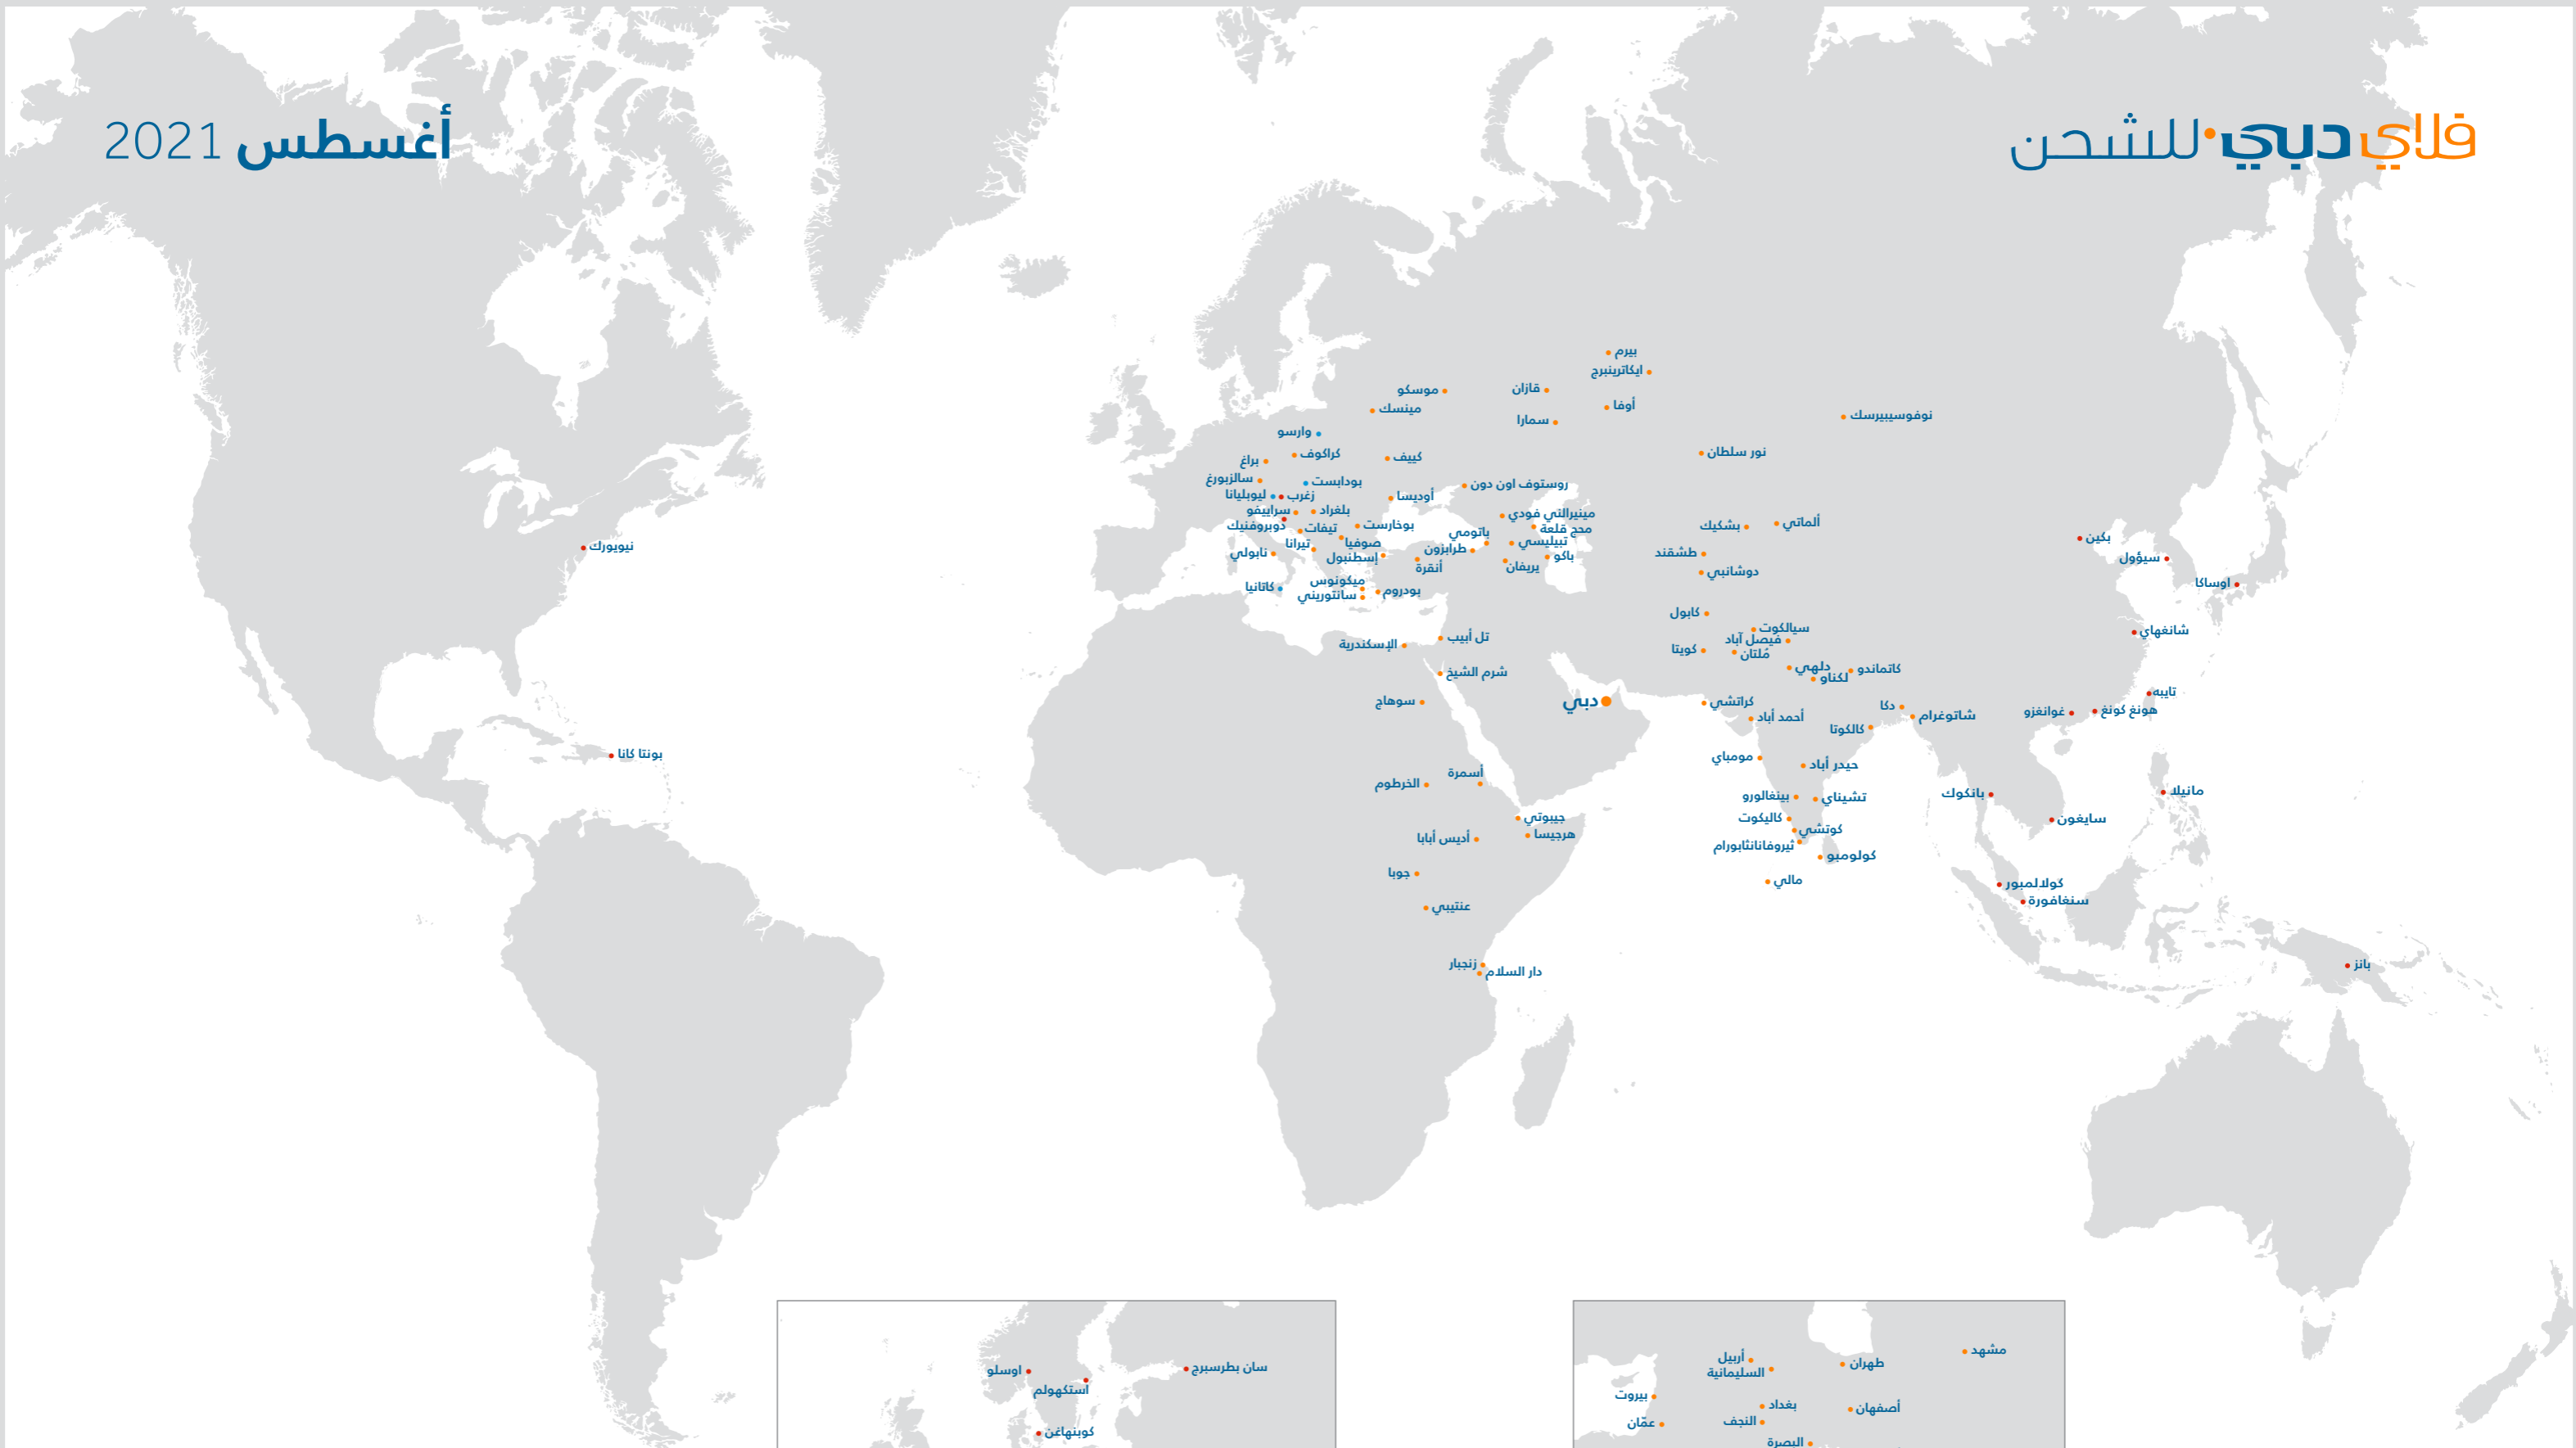 فلاي دبي للشحن
أغسطس 2021
بيرم
ايكاترينبرج
موسكو
قازان
مينسك
أوفا
سمارا
نوفوسيبيرسك
وارسو
كراكوف
براغ
كييف
نور سلطان
سالزبورغ
بودابست
روستوف اون دون
ليوبليانا
زغرب
أوديسا
سراييفو
بلغراد
مينيرالني فودي
دوبروفنيك
تيفات
بوخارست
محج قلعة
بشكيك
ألماتي
باتومي
صوفيا
تيرانا
تبيليسي
نيويورك
نابولي
إسطنبول
طرابزون
باكو
طشقند
بكين
سيؤول
أنقرة
يريفان
دوشانبي
ميكونوس
كاتانيا
سانتوريني
بودروم
اوساكا
كابول
سيالكوت
شانغهاي
تل أبيب
فيصل آباد
الإسكندرية
كويتا
مُلتان
دلهي
كاتماندو
شرم الشيخ
لكناو
تايبه
سوهاج
دبي
كراتشي
دكا
أحمد أباد
شاتوغرام
غوانغزو
هونغ كونغ
كالكوتا
بونتا كانا
مومباي
حيدر أباد
أسمرة
الخرطوم
بينغالورو
تشيناي
بانكوك
مانيلا
جيبوتي
كاليكوت
سايغون
هرجيسا
كوتشي
أديس أبابا
ثيروفانانثابورام
كولومبو
جوبا
مالي
كولالمبور
سنغافورة
عنتيبي
زنجبار
دار السلام
بانز
مشهد
أربيل
طهران
السليمانية
بيروت
بغداد
أصفهان
عمّان
النجف
البصرة
سان بطرسبرج
اوسلو
استكهولم
كوبنهاغن